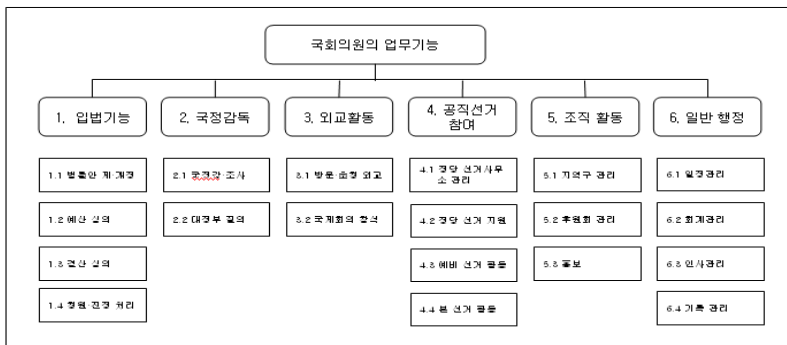 국회의원의 업무기능
1. 입법기능
2. 국정감독
3. 외교활동
4. 공직선거
참여
5. 조직 활동
6. 일반 행정
1.1 법률안 제·개정
1.2 예산 심의
1.3 결산 심의
1.4 청원·진정 처리
2.1 국정감·조사
2.2 대정부 질의
3.1 방문·초청 외교
3.2 국제회의 참석
4.1 정당 선거사무
소 관리
4.2 정당 선거 지원
4.3 예비 선거 활동
4.4 본 선거 활동
5.1 지역구 관리
5.2 후원회 관리
5.3 홍보
6.1 일정관리
6.2 회계관리
6.3 인사관리
6.4 기록 관리